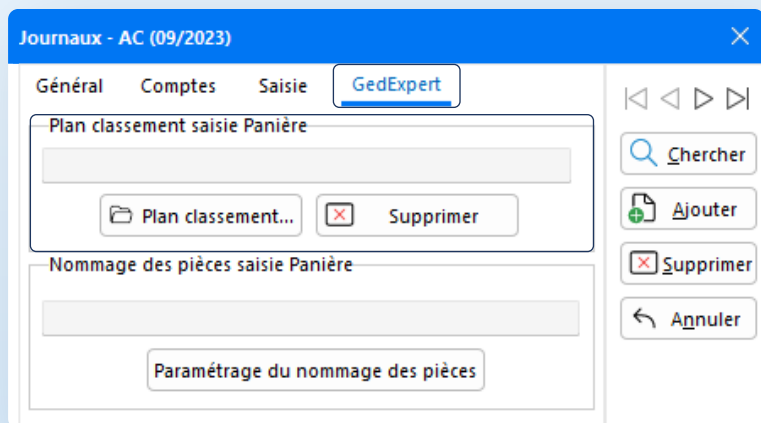 Journaux - AC (09/2023)
Général Comptes Saisie GedExpert
Plan classement saisie Panière
Plan classement... Supprimer
Nommage des pièces saisie Panière
Paramétrage du nommage des pièces
Chercher
Ajouter
Supprimer
Annuler